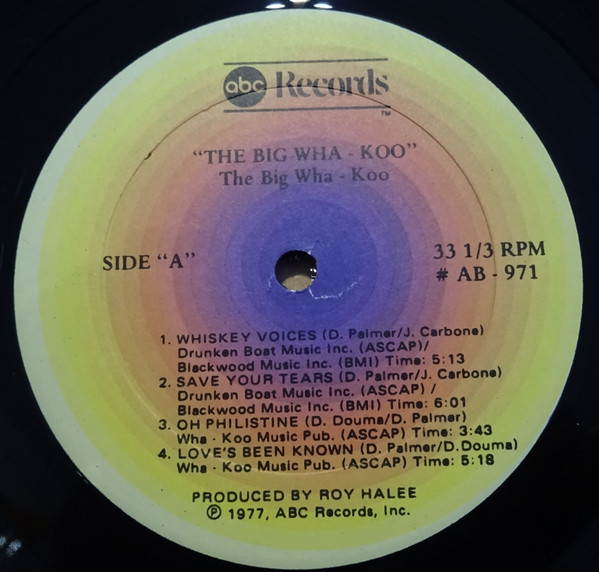 abc Records
TM
"THE BIG WHA - KOO"
The Big Wha - Koo
SIDE "A"
33 1/3 RPM
# AB - 971
1. WHISKEY VOICES (D. Palmer/J. Carbone)
Drunken Boat Music Inc. (ASCAP)/
Blackwood Music Inc. (BMI) Time: 5:13
2. SAVE YOUR TEARS (D. Palmer/J. Carbone)
Drunken Boat Music Inc. (ASCAP) /
Blackwood Music Inc. (BMI) Time: 6:01
3. OH PHILISTINE (D. Douma/D. Palmer)
Wha - Koo Music Pub. (ASCAP) Time: 3:43
4. LOVE'S BEEN KNOWN (D. Palmer/D.Douma)
Wha - Koo Music Pub. (ASCAP) Time: 5:18
PRODUCED BY ROY HALEE
℗ 1977, ABC Records, Inc.